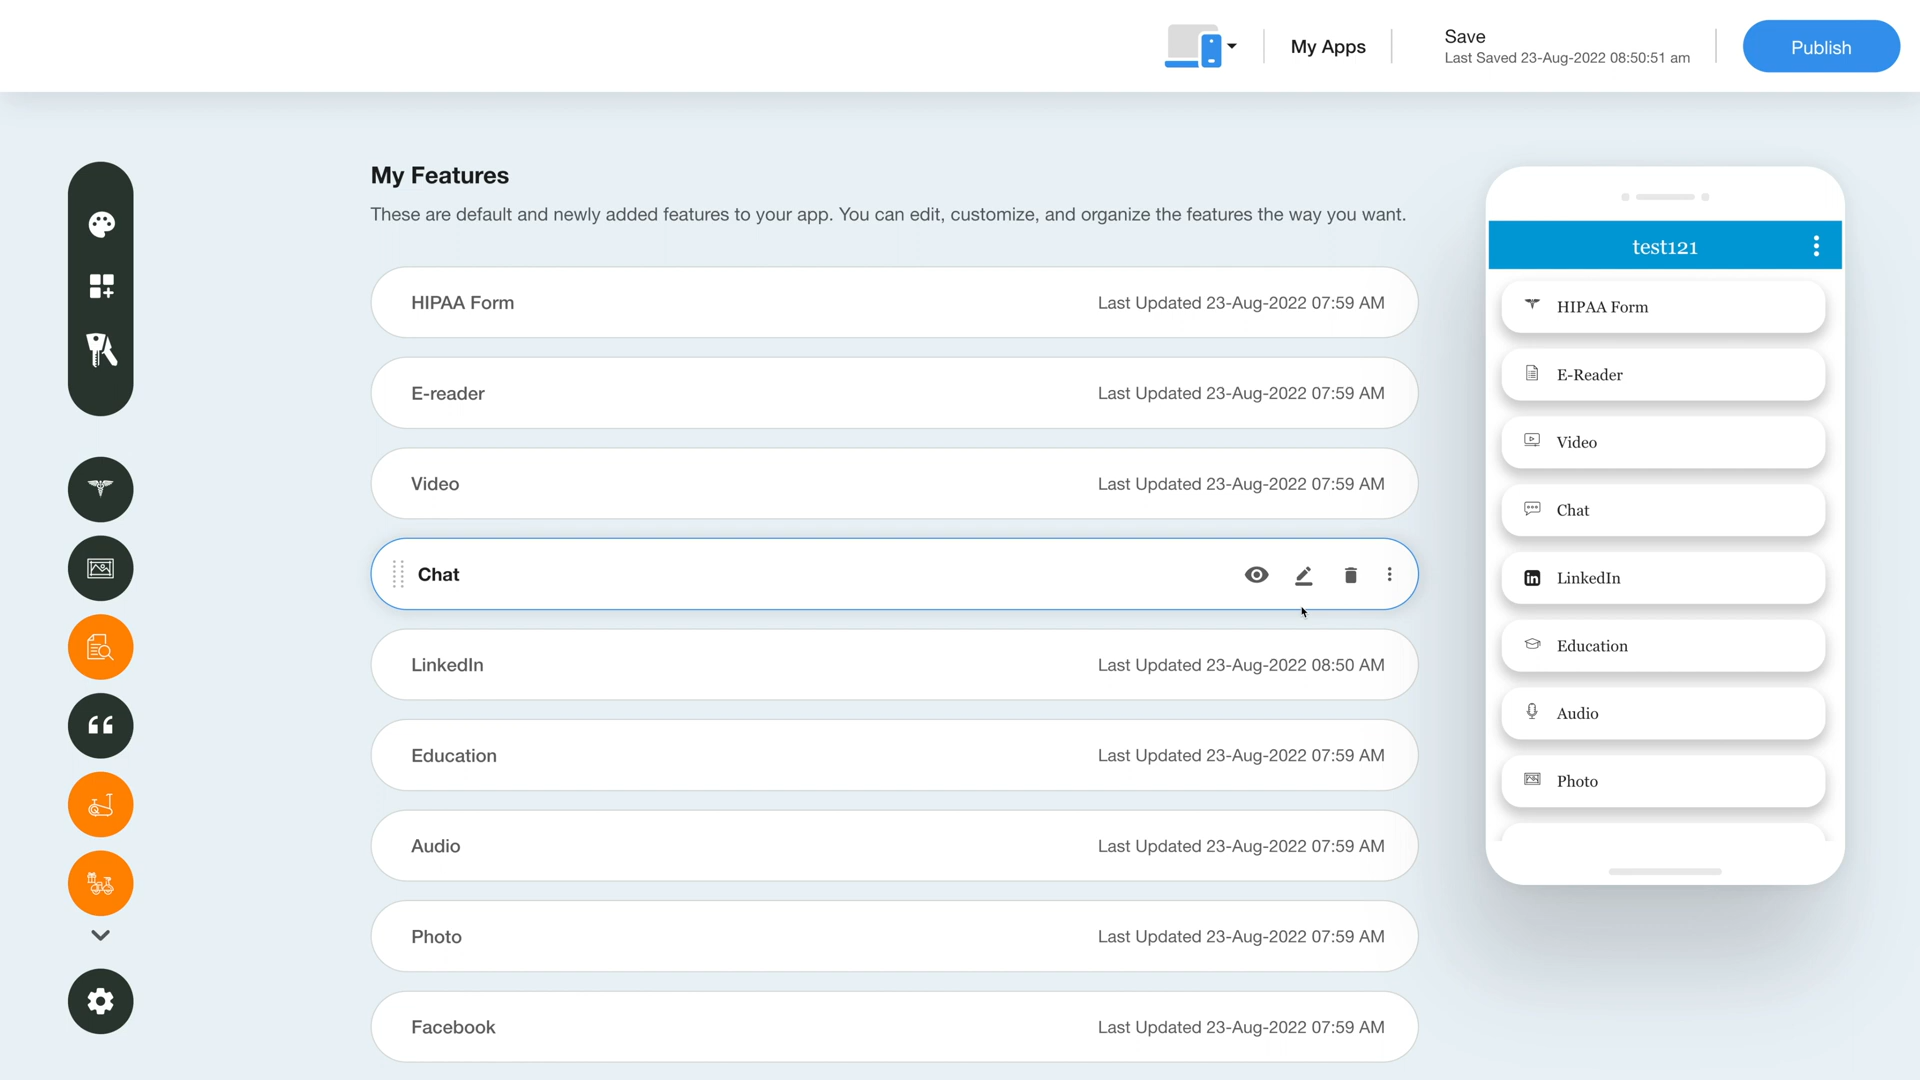 My Apps
Save
Last Saved 23-Aug-2022 08:50:51 am
Publish
My Features
These are default and newly added features to your app. You can edit, customize, and organize the features the way you want.
HIPAA Form
Last Updated 23-Aug-2022 07:59 AM
E-reader
Last Updated 23-Aug-2022 07:59 AM
Video
Last Updated 23-Aug-2022 07:59 AM
Chat
LinkedIn
Last Updated 23-Aug-2022 08:50 AM
Education
Last Updated 23-Aug-2022 07:59 AM
Audio
Last Updated 23-Aug-2022 07:59 AM
Photo
Last Updated 23-Aug-2022 07:59 AM
Facebook
Last Updated 23-Aug-2022 07:59 AM
test121
HIPAA Form
E-Reader
Video
Chat
LinkedIn
Education
Audio
Photo